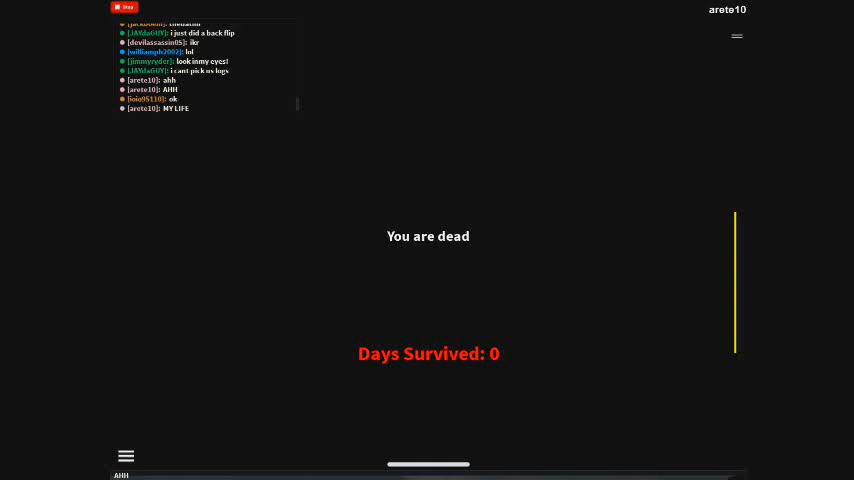 Stop
arete10
[JAYdaGUY]: i just did a back flip
[devilassassin05]: ikr
[williamph2002]: lol
[jimmyryder]: look inmy eyes!
[JAYdaGUY]: i cant pick us logs
[arete10]: ahh
[arete10]: AHH
[joio95110]: ok
[arete10]: MY LIFE
You are dead
Days Survived: 0
AHH